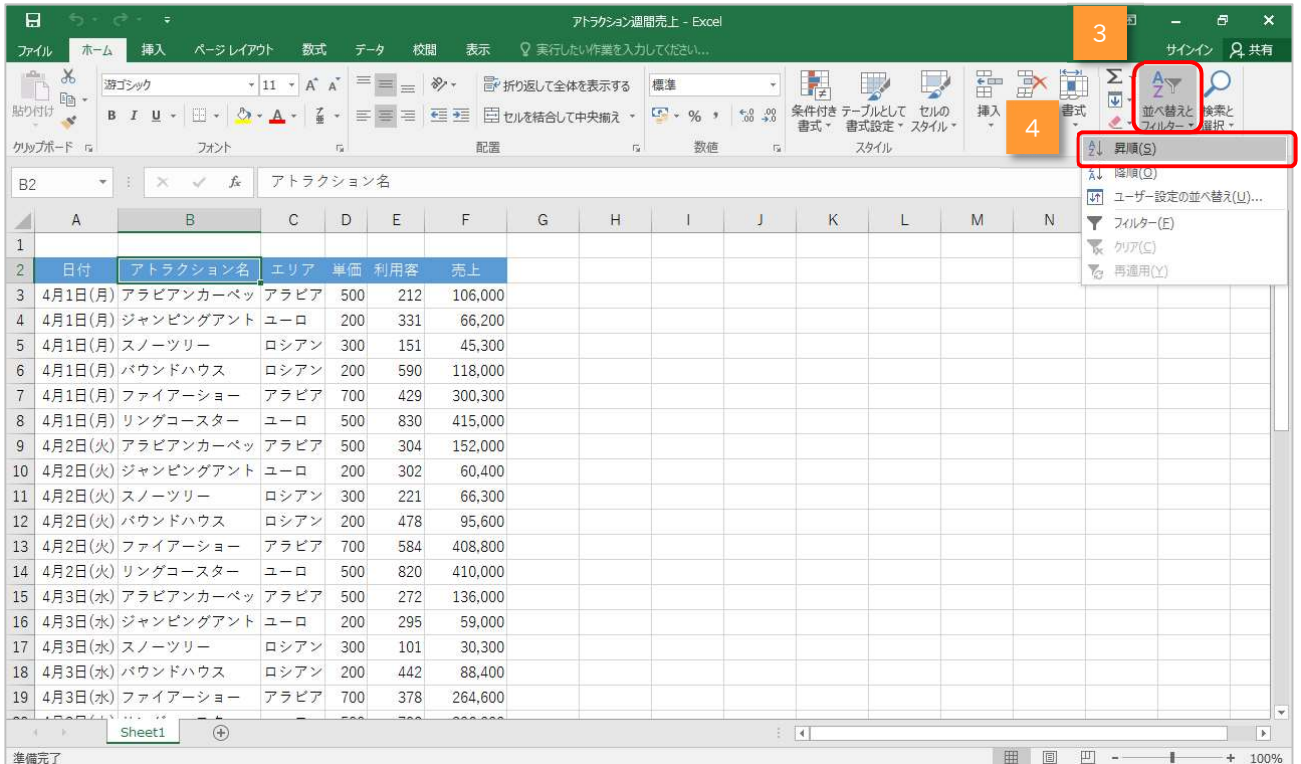 アトラクション週間売上 - Excel
3
ファイル ホーム 挿入 ページレイアウト 数式 データ 校閲 表示 実行したい作業を入力してください... サインイン 共有
游ゴシック 11 A A 折り返して全体を表示する 標準 Σ
貼り付け B I U A セルを結合して中央揃え % , 条件付き書式 テーブルとして書式設定 セルのスタイル 挿入 書式 並べ替えとフィルター 検索と選択
4
クリップボード フォント 配置 数値 スタイル
昇順(S)
降順(O)
ユーザー設定の並べ替え(U)...
フィルター(F)
クリア(C)
再適用(Y)
B2 fx アトラクション名
A B C D E F G H I J K L M N
1
2 日付 アトラクション名 エリア 単価 利用客 売上
3 4月1日(月) アラビアンカーペッ アラビア 500 212 106,000
4 4月1日(月) ジャンピングアント ユーロ 200 331 66,200
5 4月1日(月) スノーツリー ロシアン 300 151 45,300
6 4月1日(月) バウンドハウス ロシアン 200 590 118,000
7 4月1日(月) ファイアーショー アラビア 700 429 300,300
8 4月1日(月) リングコースター ユーロ 500 830 415,000
9 4月2日(火) アラビアンカーペッ アラビア 500 304 152,000
10 4月2日(火) ジャンピングアント ユーロ 200 302 60,400
11 4月2日(火) スノーツリー ロシアン 300 221 66,300
12 4月2日(火) バウンドハウス ロシアン 200 478 95,600
13 4月2日(火) ファイアーショー アラビア 700 584 408,800
14 4月2日(火) リングコースター ユーロ 500 820 410,000
15 4月3日(水) アラビアンカーペッ アラビア 500 272 136,000
16 4月3日(水) ジャンピングアント ユーロ 200 295 59,000
17 4月3日(水) スノーツリー ロシアン 300 101 30,300
18 4月3日(水) バウンドハウス ロシアン 200 442 88,400
19 4月3日(水) ファイアーショー アラビア 700 378 264,600
Sheet1
準備完了 100%